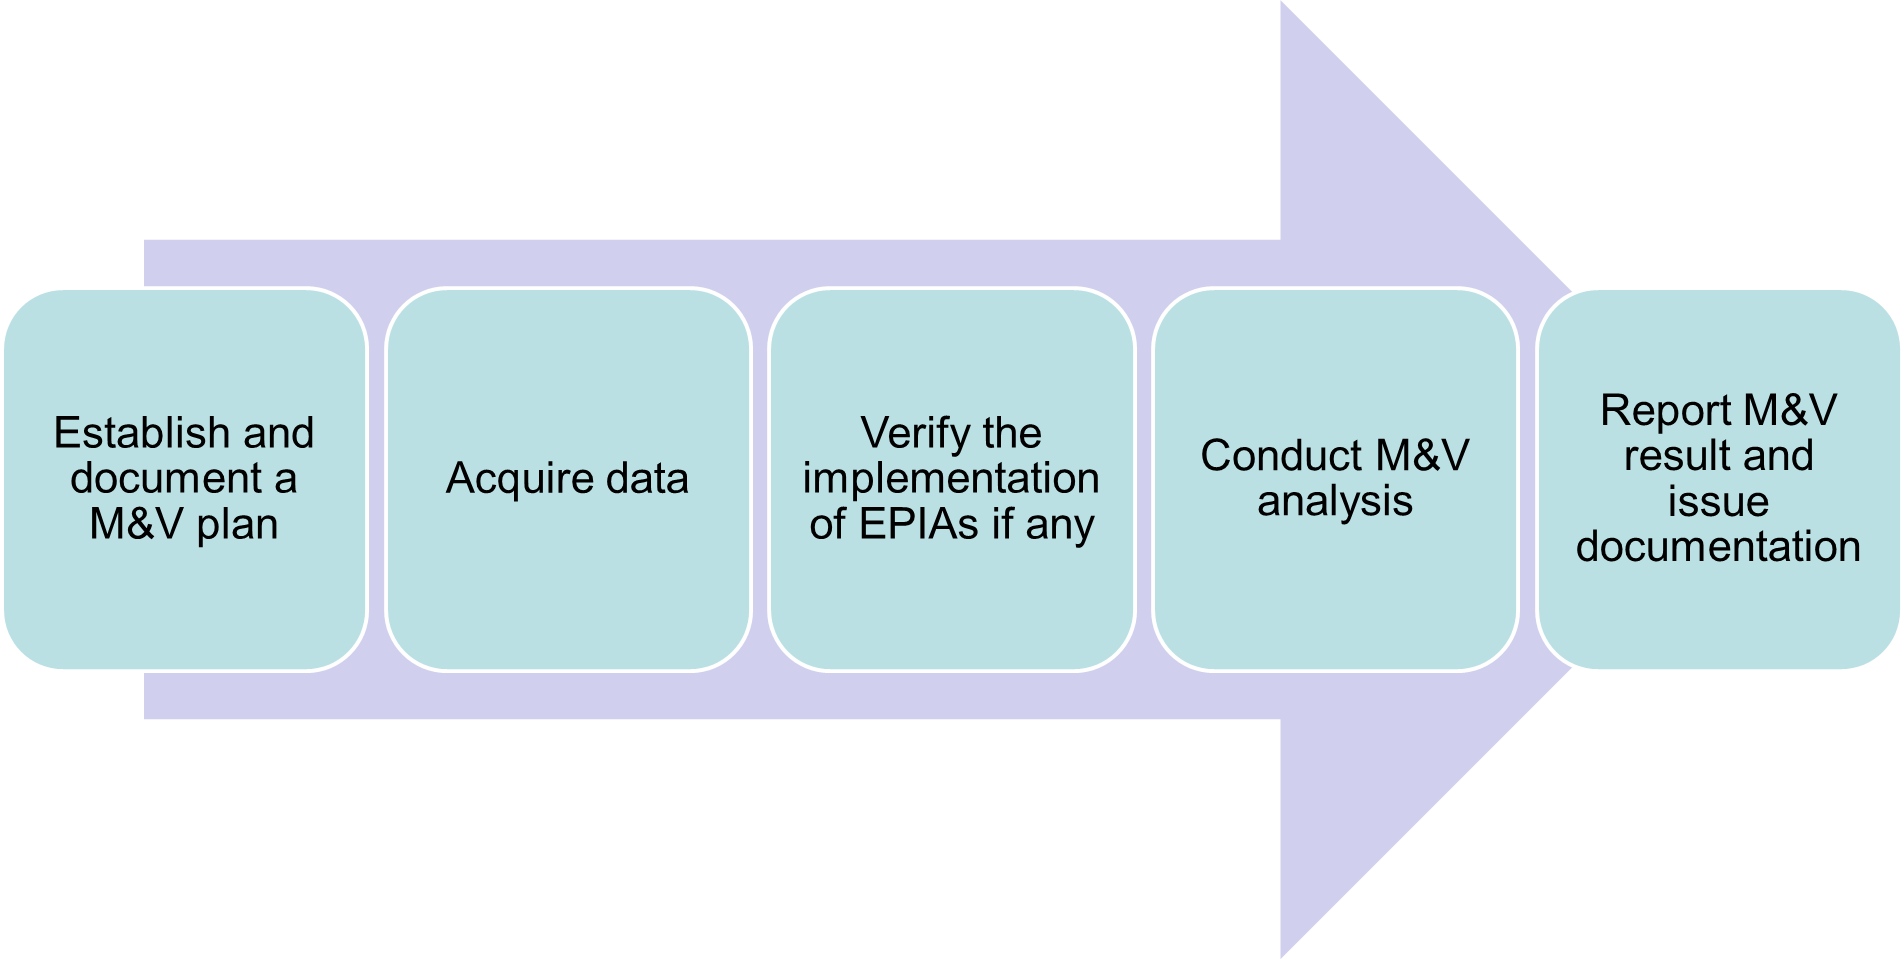 Establish and
document a
M&V plan
Acquire data
Verify the
implementation
of EPIAs if any
Conduct M&V
analysis
Report M&V
result and
issue
documentation